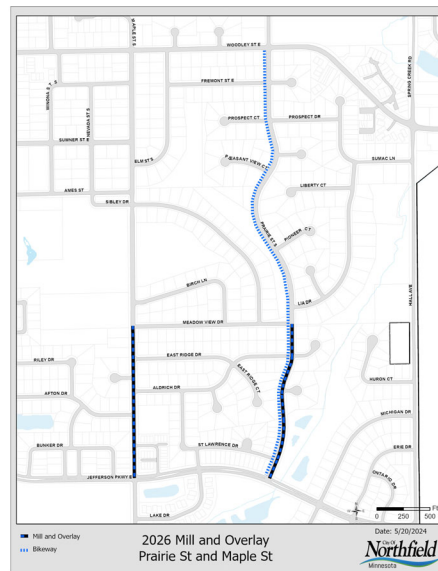 MAPLE ST S
WOODLEY ST E
SPRING CREEK RD
FREMONT ST E
WINONA ST S
NEVADA ST S
PROSPECT CT
PROSPECT DR
SUMNER ST
ELM ST S
PLEASANT VIEW CT
SUMAC LN
AMES ST
LIBERTY CT
SIBLEY DR
PRAIRIE ST S
PIONEER CT
BIRCH LN
LIA DR
HALL AVE
MEADOW VIEW DR
RILEY DR
EAST RIDGE DR
EAST RIDGE CT
HURON CT
ALDRICH DR
AFTON DR
MICHIGAN DR
BUNKER DR
ST LAWRENCE DR
ERIE DR
JEFFERSON PKWY E
ONTARIO DR
LAKE DR
0 250 500
Mill and Overlay
Bikeway
2026 Mill and Overlay
Prairie St and Maple St
Date: 5/20/2024
City Of
Northfield
Minnesota